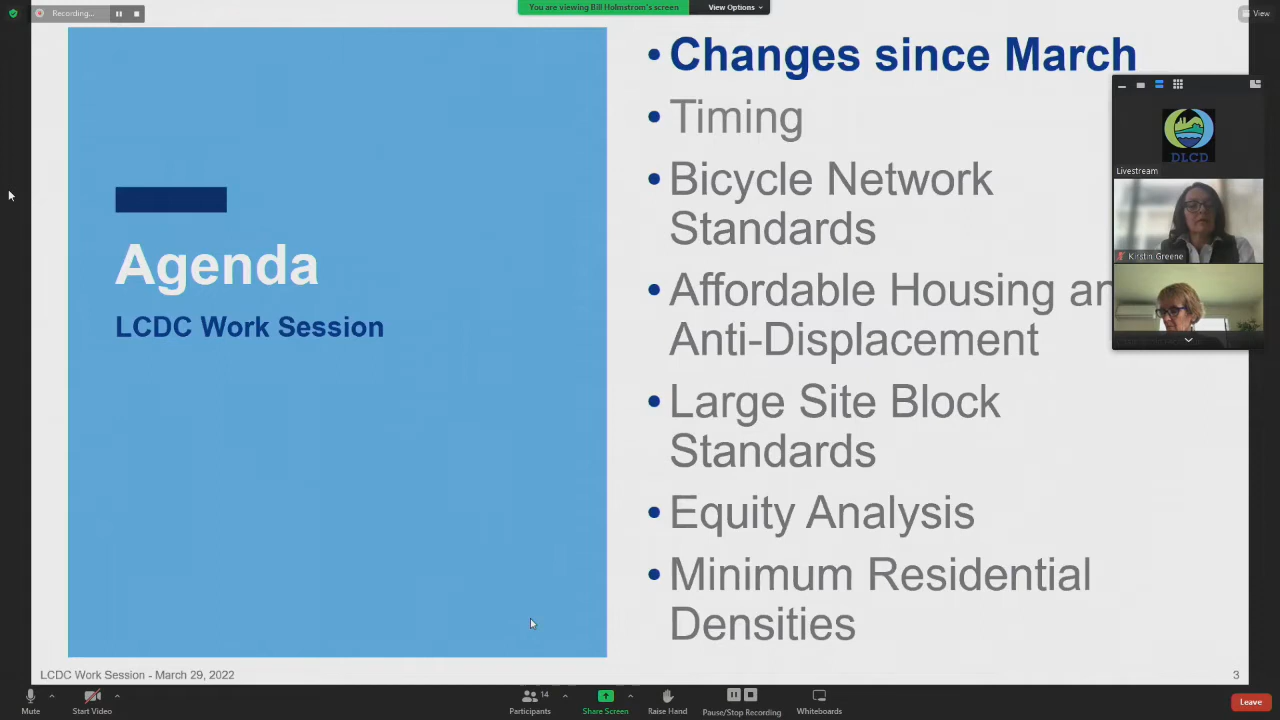 Recording...
You are viewing Bill Holmstrom's screen
View Options
View
Agenda
LCDC Work Session
• Changes since March
• Timing
• Bicycle Network
Standards
• Affordable Housing an
Anti-Displacement
• Large Site Block
Standards
• Equity Analysis
• Minimum Residential
Densities
DLCD
Livestream
Kirstin Greene
LCDC Work Session - March 29, 2022
3
Mute
Start Video
14
Participants
Share Screen
Raise Hand
Pause/Stop Recording
Whiteboards
Leave